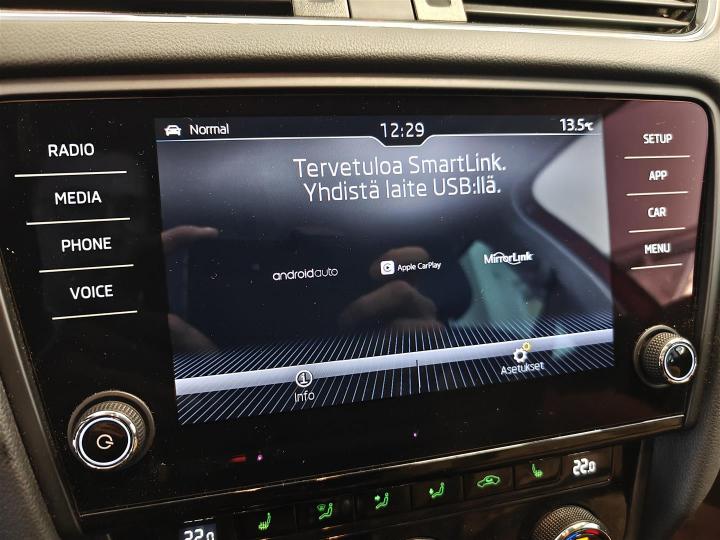 Normal
12:29
13.5°C
RADIO
MEDIA
PHONE
VOICE
Tervetuloa SmartLink.
Yhdistä laite USB:llä.
androidauto
Apple CarPlay
MirrorLink
Info
Asetukset
SETUP
APP
CAR
MENU
22.0
22.0